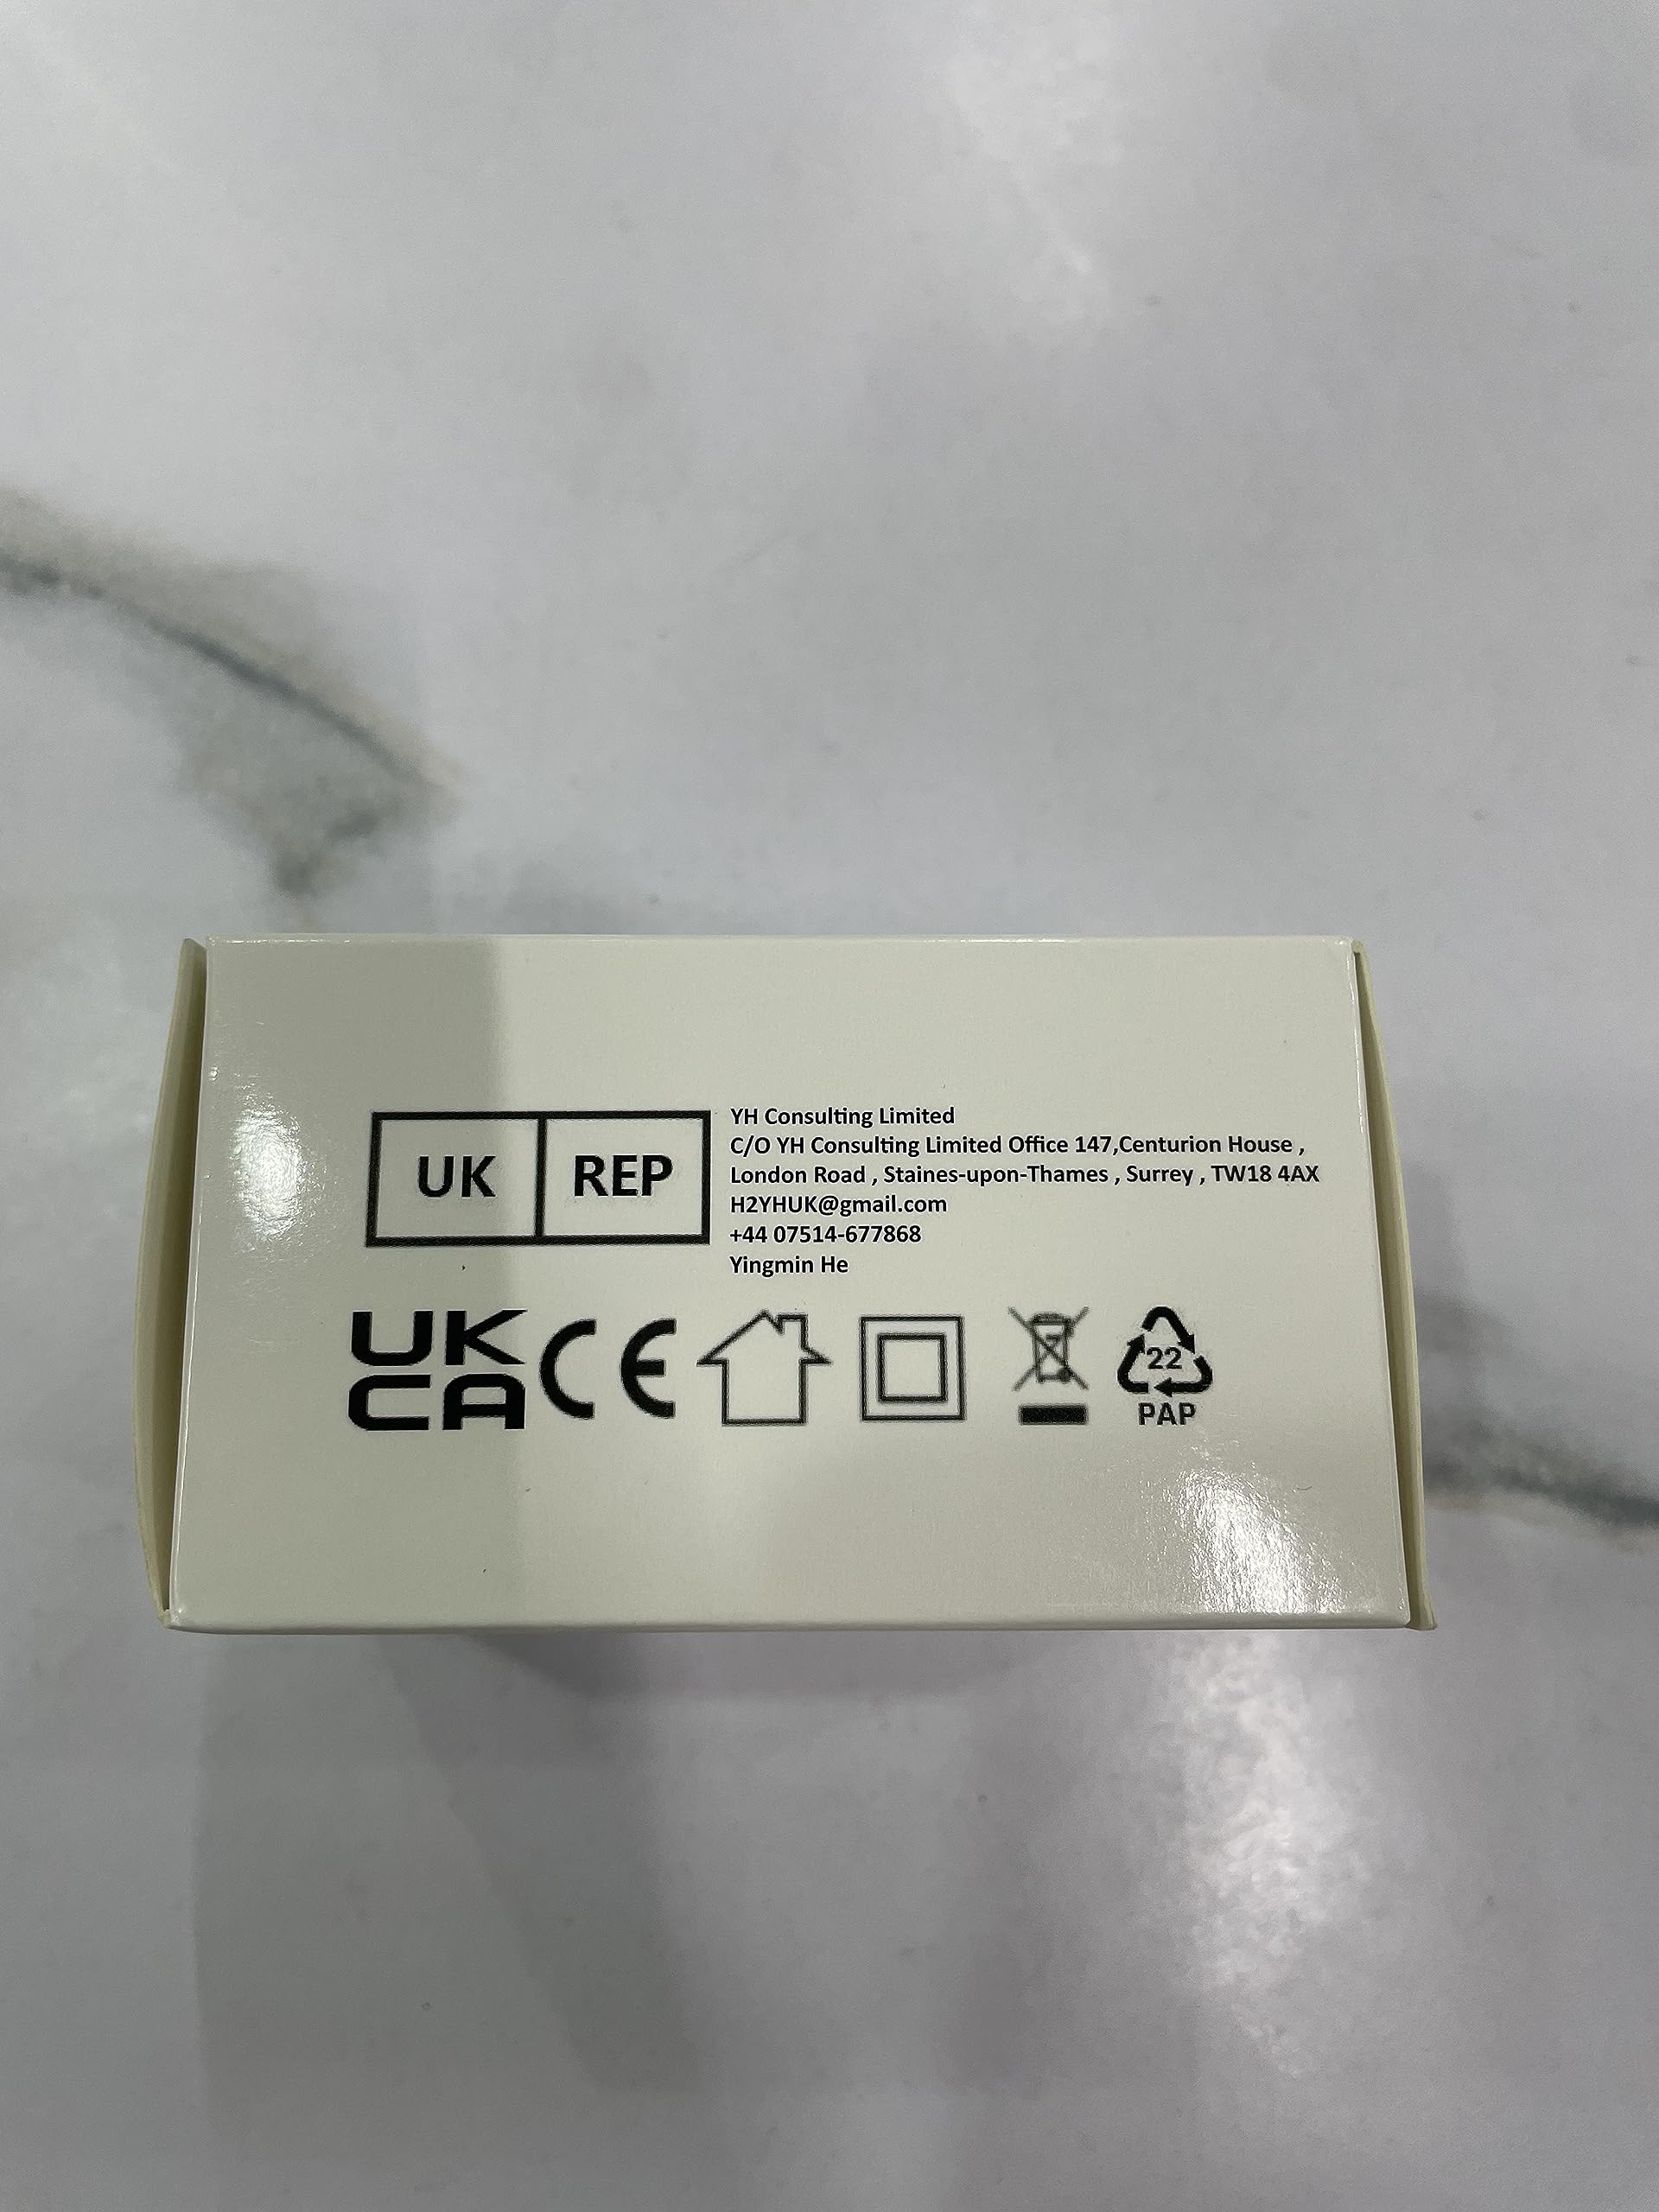 UK REP
YH Consulting Limited
C/O YH Consulting Limited Office 147,Centurion House ,
London Road , Staines-upon-Thames , Surrey , TW18 4AX
H2YHUK@gmail.com
+44 07514-677868
Yingmin He
UK
CA CE
22
PAP